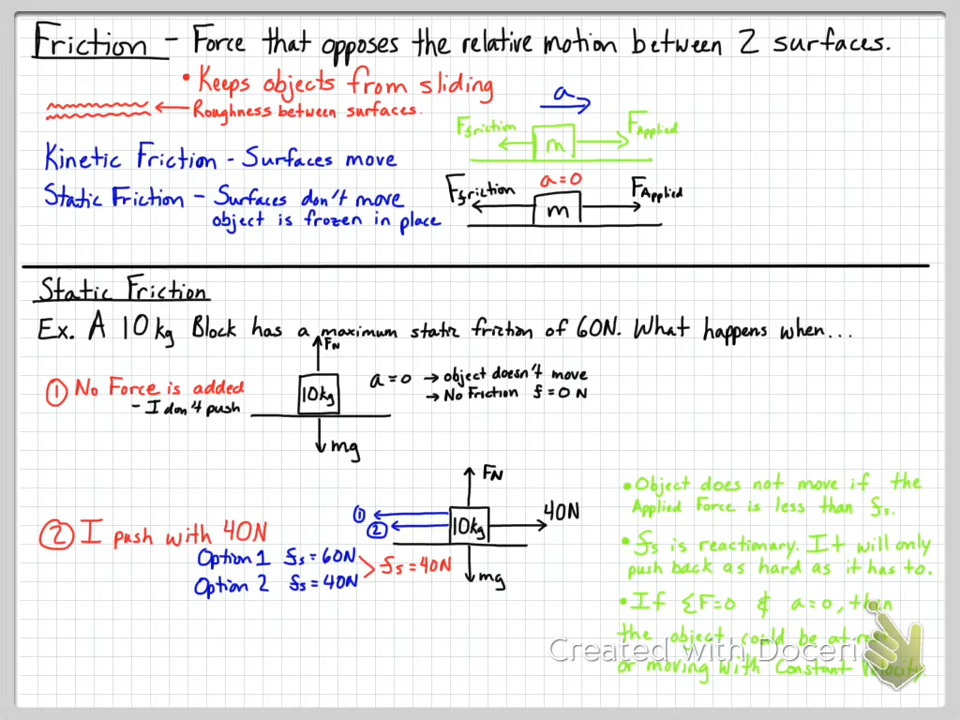 Friction - Force that opposes the relative motion between 2 surfaces.
• Keeps objects from sliding
← Roughness between surfaces.
a
Ffriction m FApplied
Kinetic Friction - Surfaces move
a=0
Static Friction - Surfaces don't move
object is frozen in place
Ffriction m FApplied
Static Friction
Ex. A 10kg Block has a maximum static friction of 60N. What happens when...
① No Force is added
- I don't push
FN
10kg
mg
a=0 → object doesn't move
→ No Friction f=0 N
② I push with 40N
Option 1 fs = 60N
Option 2 fs = 40N
> fs = 40N
FN
①
②
10kg
40N
mg
• Object does not move if the
Applied Force is less than fs.
• fs is reactionary. It will only
push back as hard as it has to.
• If ΣF=0 & a=0, then
the object could be at
or moving with Constant Velocity.
Created with Doceri